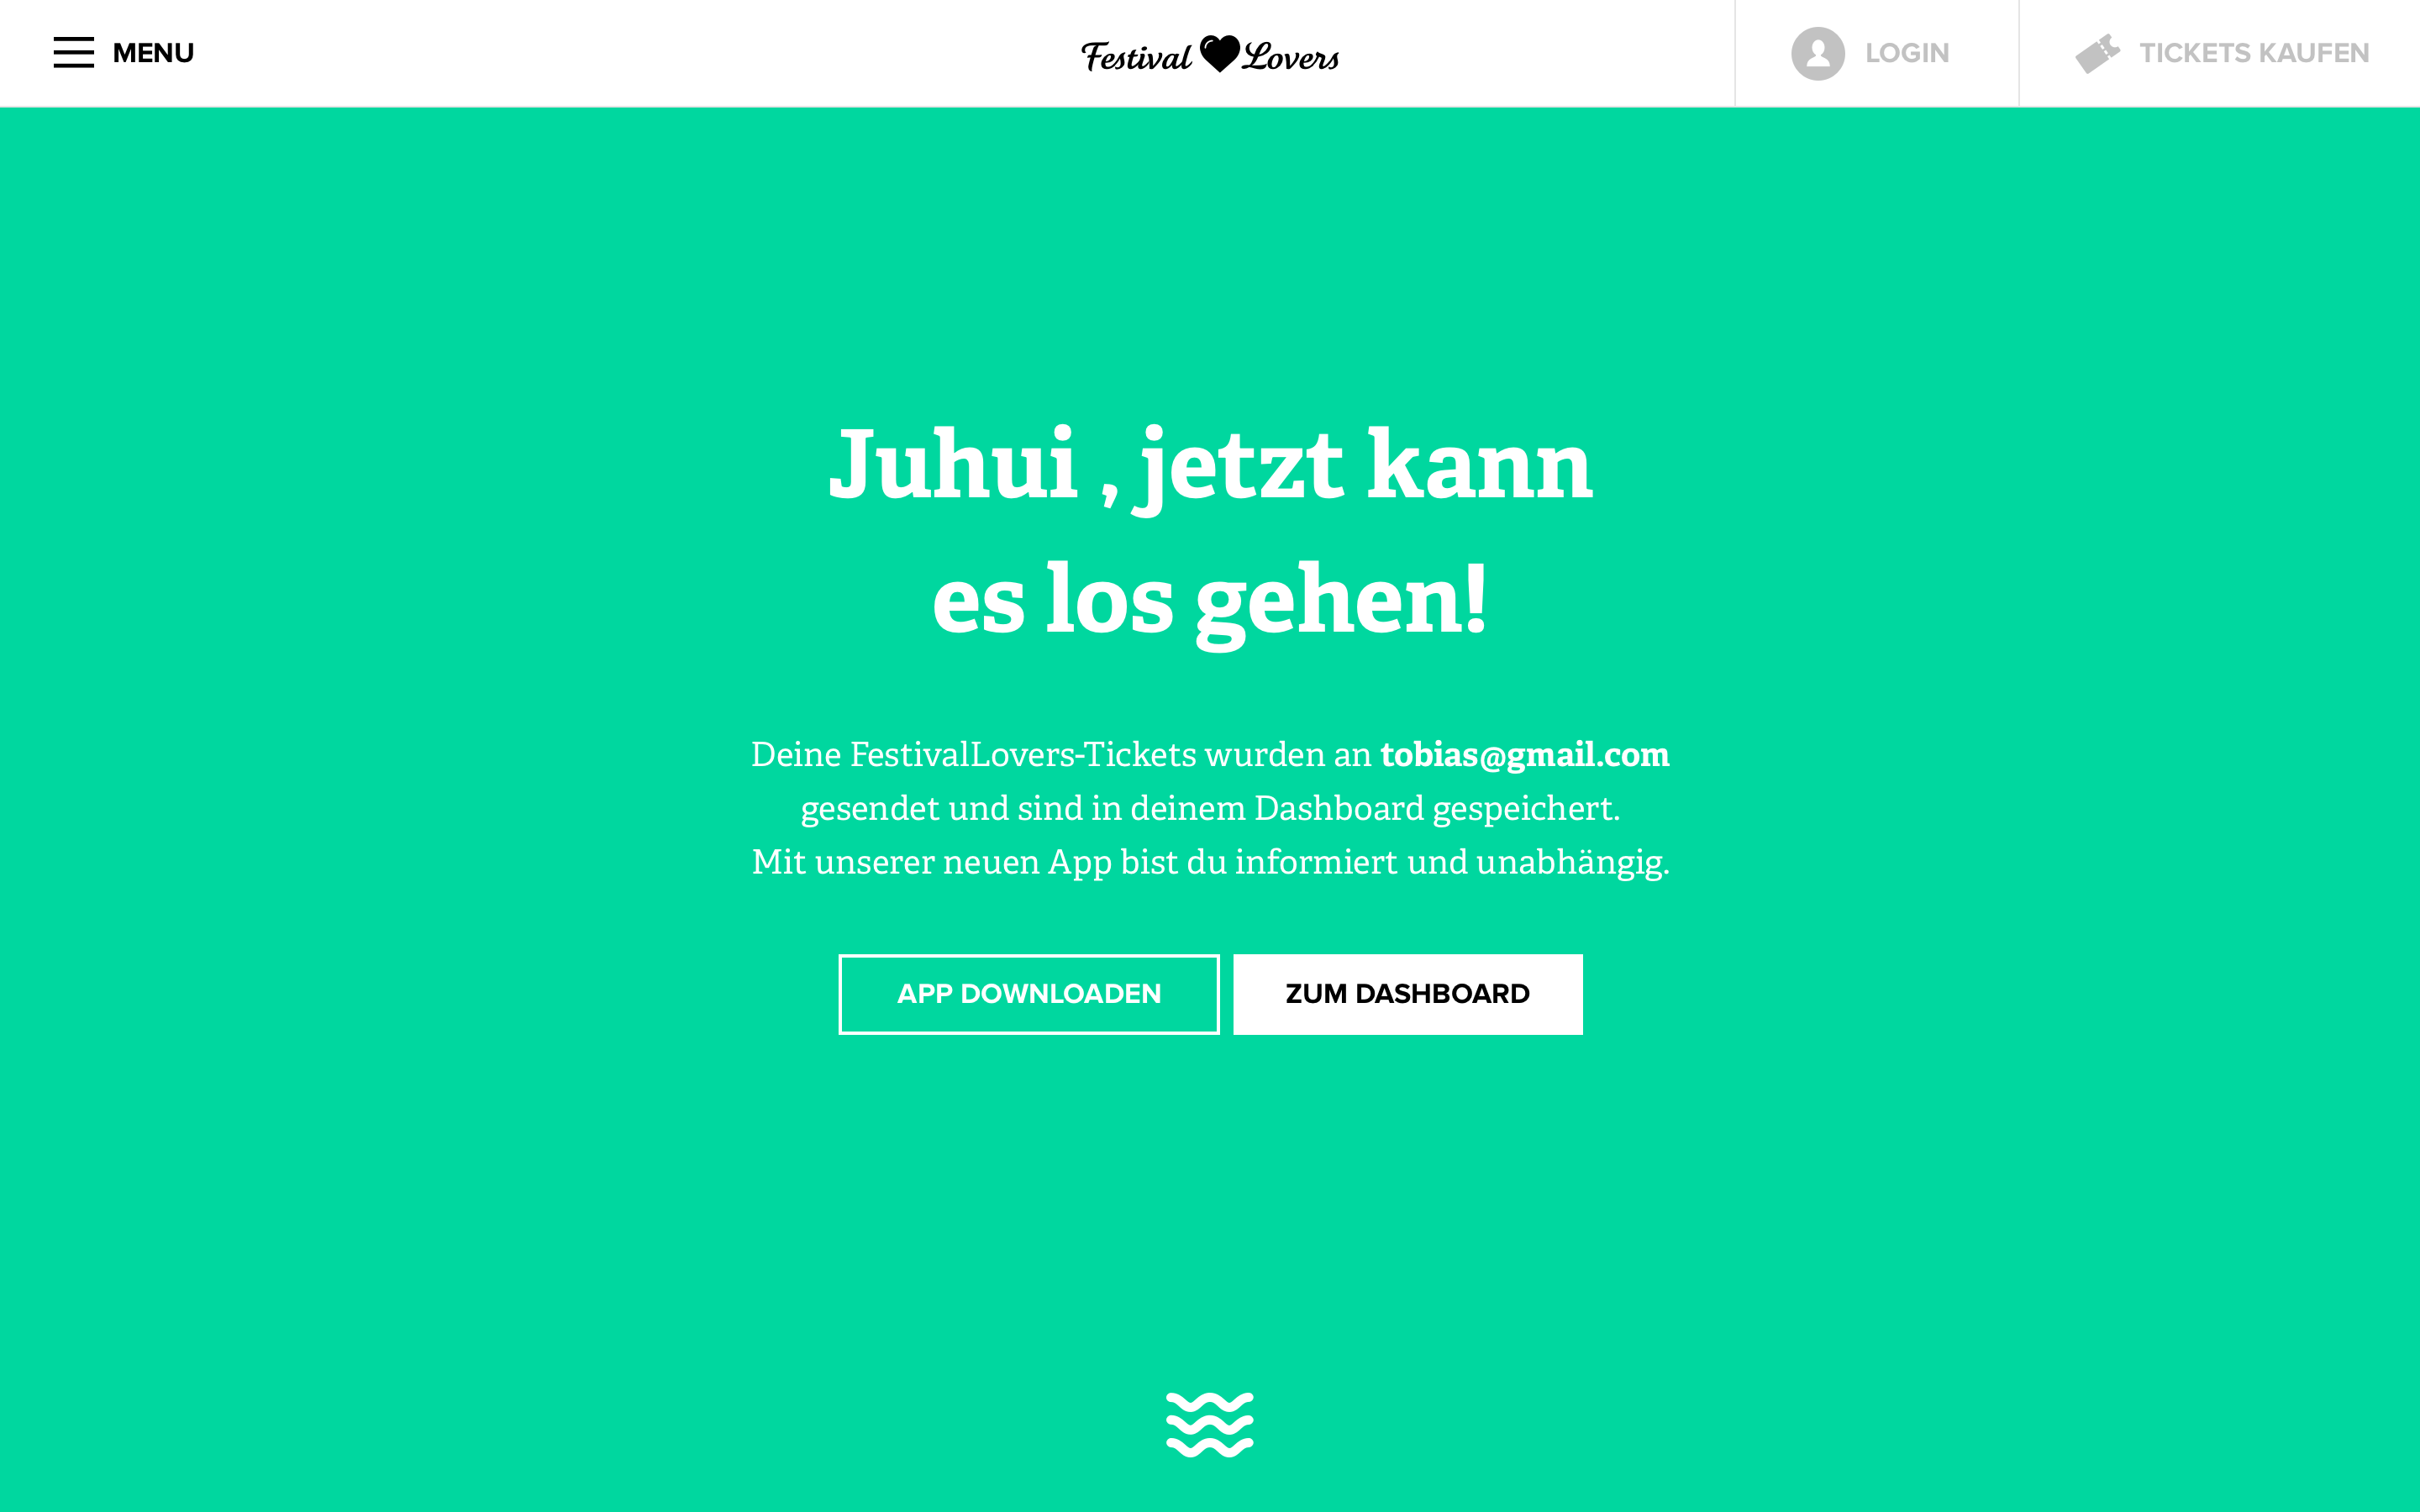 MENU
Festival Lovers
LOGIN
TICKETS KAUFEN
Juhui , jetzt kann
es los gehen!
Deine FestivalLovers-Tickets wurden an tobias@gmail.com
gesendet und sind in deinem Dashboard gespeichert.
Mit unserer neuen App bist du informiert und unabhängig.
APP DOWNLOADEN
ZUM DASHBOARD